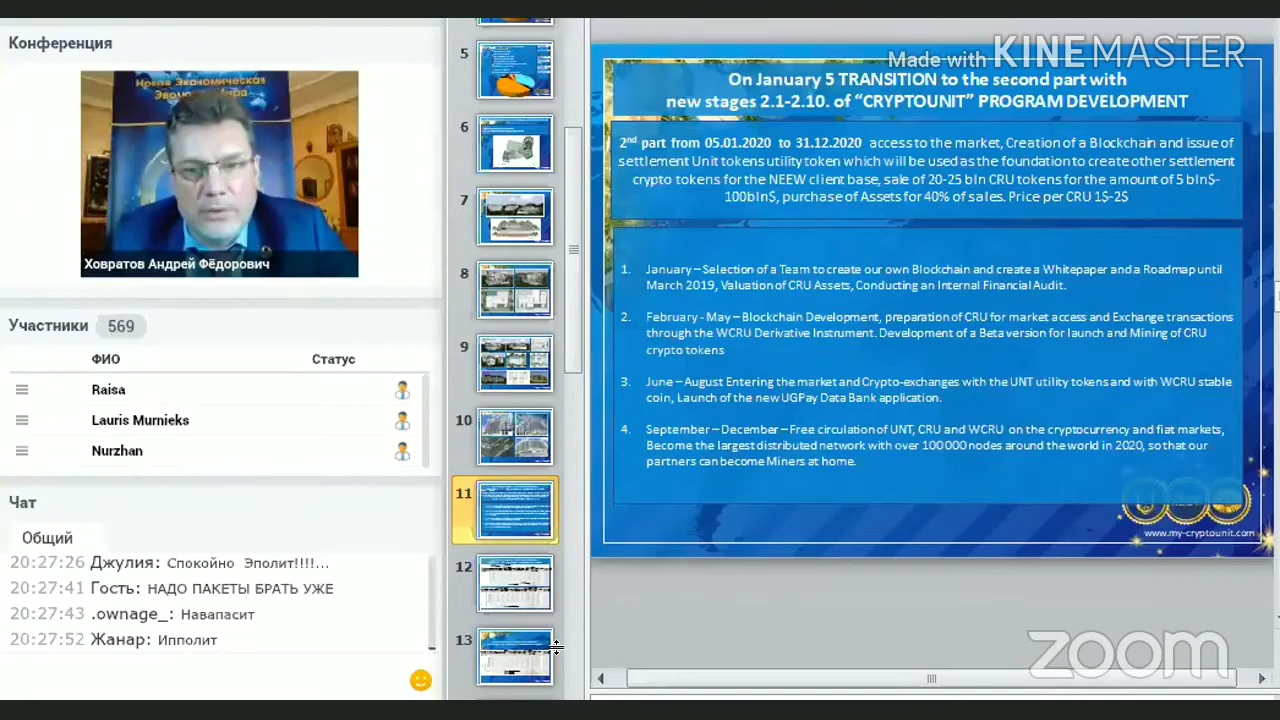 Конференция
Новая Экономическая
Эволюция Мира
Ховратов Андрей Фёдорович
Участники 569
ФИО Статус
Raisa
Lauris Murnieks
Nurzhan
Чат
Общий
20:27:26 Джулия: Спокойно Эполит!!!!...
20:27:41 Гость: НАДО ПАКЕТЫ БРАТЬ УЖЕ
20:27:43 .ownage_: Навапасит
20:27:52 Жанар: Ипполит
5
6
7
8
9
10
11
12
13
Made with KINEMASTER
On January 5 TRANSITION to the second part with
new stages 2.1-2.10. of “CRYPTOUNIT” PROGRAM DEVELOPMENT
2nd part from 05.01.2020 to 31.12.2020 access to the market, Creation of a Blockchain and issue of
settlement Unit tokens utility token which will be used as the foundation to create other settlement
crypto tokens for the NEEW client base, sale of 20-25 bln CRU tokens for the amount of 5 bln$-
100bln$, purchase of Assets for 40% of sales. Price per CRU 1$-2$
1. January – Selection of a Team to create our own Blockchain and create a Whitepaper and a Roadmap until
March 2019, Valuation of CRU Assets, Conducting an Internal Financial Audit.
2. February - May – Blockchain Development, preparation of CRU for market access and Exchange transactions
through the WCRU Derivative Instrument. Development of a Beta version for launch and Mining of CRU
crypto tokens
3. June – August Entering the market and Crypto-exchanges with the UNT utility tokens and with WCRU stable
coin, Launch of the new UGPay Data Bank application.
4. September – December – Free circulation of UNT, CRU and WCRU on the cryptocurrency and fiat markets,
Become the largest distributed network with over 100 000 nodes around the world in 2020, so that our
partners can become Miners at home.
www.my-cryptounit.com
zoom